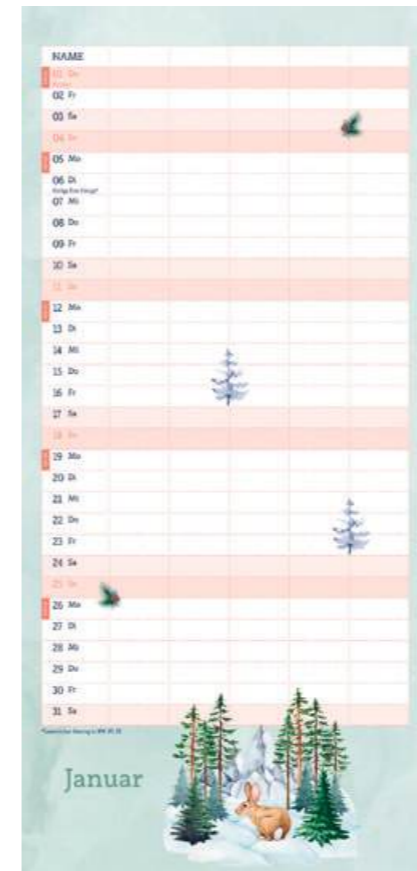 NAME
01 Do
02 Fr
03 Sa
04 So
05 Mo
06 Di
Heilige Drei Könige*
07 Mi
08 Do
09 Fr
10 Sa
11 So
12 Mo
13 Di
14 Mi
15 Do
16 Fr
17 Sa
18 So
19 Mo
20 Di
21 Mi
22 Do
23 Fr
24 Sa
25 So
26 Mo
27 Di
28 Mi
29 Do
30 Fr
31 Sa
Januar